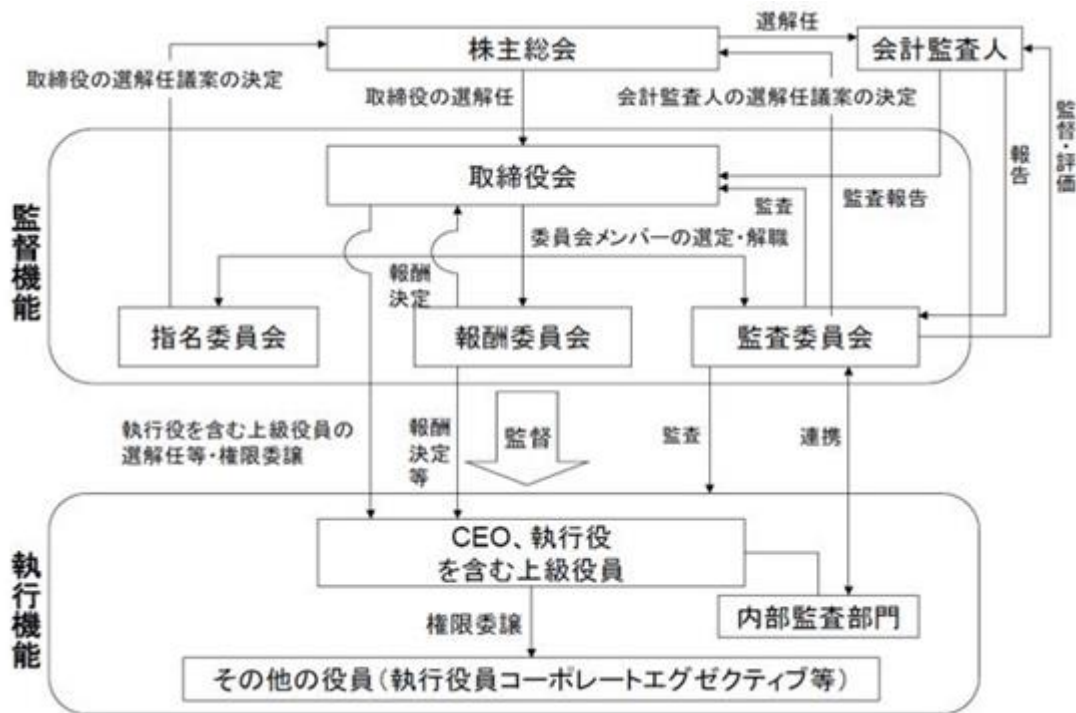 選解任
株主総会
会計監査人
取締役の選解任議案の決定
取締役の選解任
会計監査人の選解任議案の決定
監督・評価
報告
取締役会
監査
監査報告
監督機能
委員会メンバーの選定・解職
報酬
決定
指名委員会
報酬委員会
監査委員会
執行役を含む上級役員の
選解任等・権限委譲
報酬
決定
等
監督
監査
連携
執行機能
CEO、執行役
を含む上級役員
内部監査部門
権限委譲
その他の役員(執行役員コーポレートエグゼクティブ等)